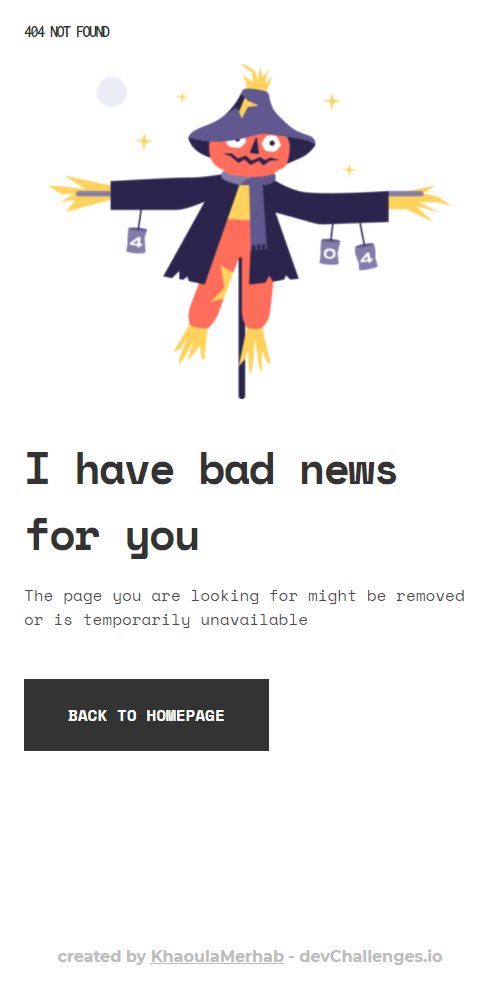 404 NOT FOUND
4
0
4
I have bad news
for you
The page you are looking for might be removed
or is temporarily unavailable
BACK TO HOMEPAGE
created by KhaoulaMerhab - devChallenges.io